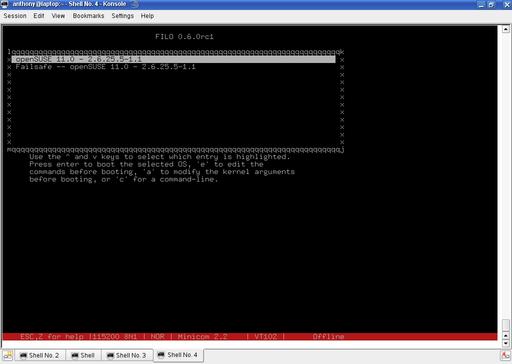 anthony@laptop:~ - Shell No. 4 - Konsole
Session Edit View Bookmarks Settings Help
FILO 0.6.0rc1
lqqqqqqqqqqqqqqqqqqqqqqqqqqqqqqqqqqqqqqqqqqqqqqqqqqqqqqqqqqqqqqqqqqqqqqqqk
x openSUSE 11.0 - 2.6.25.5-1.1 x
x Failsafe -- openSUSE 11.0 - 2.6.25.5-1.1 x
x x
x x
x x
x x
x x
x x
x x
x x
x x
x x
mqqqqqqqqqqqqqqqqqqqqqqqqqqqqqqqqqqqqqqqqqqqqqqqqqqqqqqqqqqqqqqqqqqqqqqqqj
Use the ^ and v keys to select which entry is highlighted.
Press enter to boot the selected OS, 'e' to edit the
commands before booting, 'a' to modify the kernel arguments
before booting, or 'c' for a command-line.
ESC,Z for help |115200 8N1 | NOR | Minicom 2.2 | VT102 | Offline
Shell No. 2 Shell Shell No. 3 Shell No. 4